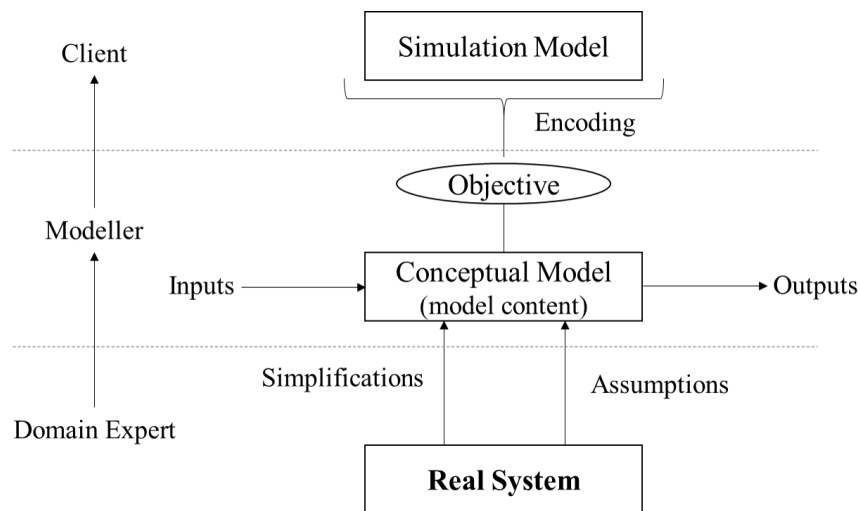 Simulation Model
Client
Encoding
Objective
Modeller
Conceptual Model
(model content)
Inputs
Outputs
Simplifications
Assumptions
Domain Expert
Real System